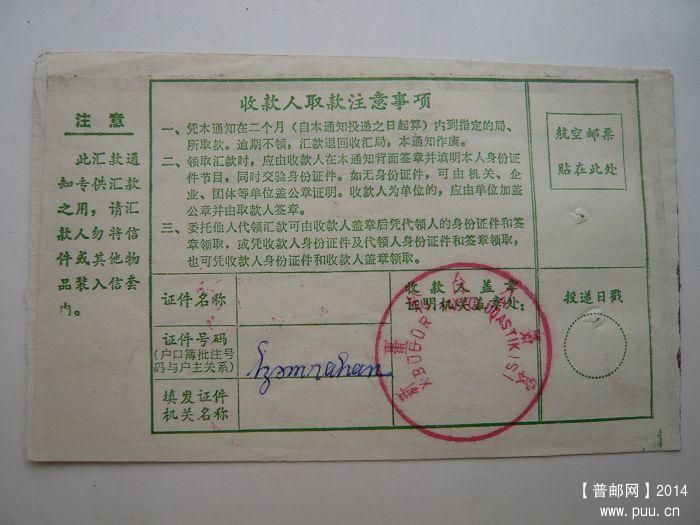 注意
此汇款通
知专供汇款
之用，请汇
款人勿将信
件或其他物
品装入信套
内。
收款人取款注意事项
一、凭本通知在二个月（自本通知投递之日起算）内到指定的局、
所取款。逾期不领，汇款退回收汇局，本通知作废。
二、领取汇款时，应由收款人在本通知背面签章并填明本人身份证
件节目，同时交验身份证件。如无身份证件，可由机关、企
业、团体等单位盖公章证明。收款人为单位的，应由单位加盖
公章并由取款人签章。
三、委托他人代领汇款可由收款人盖章后凭代领人的身份证件和签
章领取，或凭收款人身份证件及代领人身份证件和签章领取，
也可凭收款人身份证件和收款人盖章领取。
航空邮票
贴在此处
证件名称
收款人盖章
证明机关盖章处：
投递日戳
证件号码
(户口簿批注号
码与户主关系)
填发证件
机关名称
BUGUR
【普邮网】2014
www.puu.cn